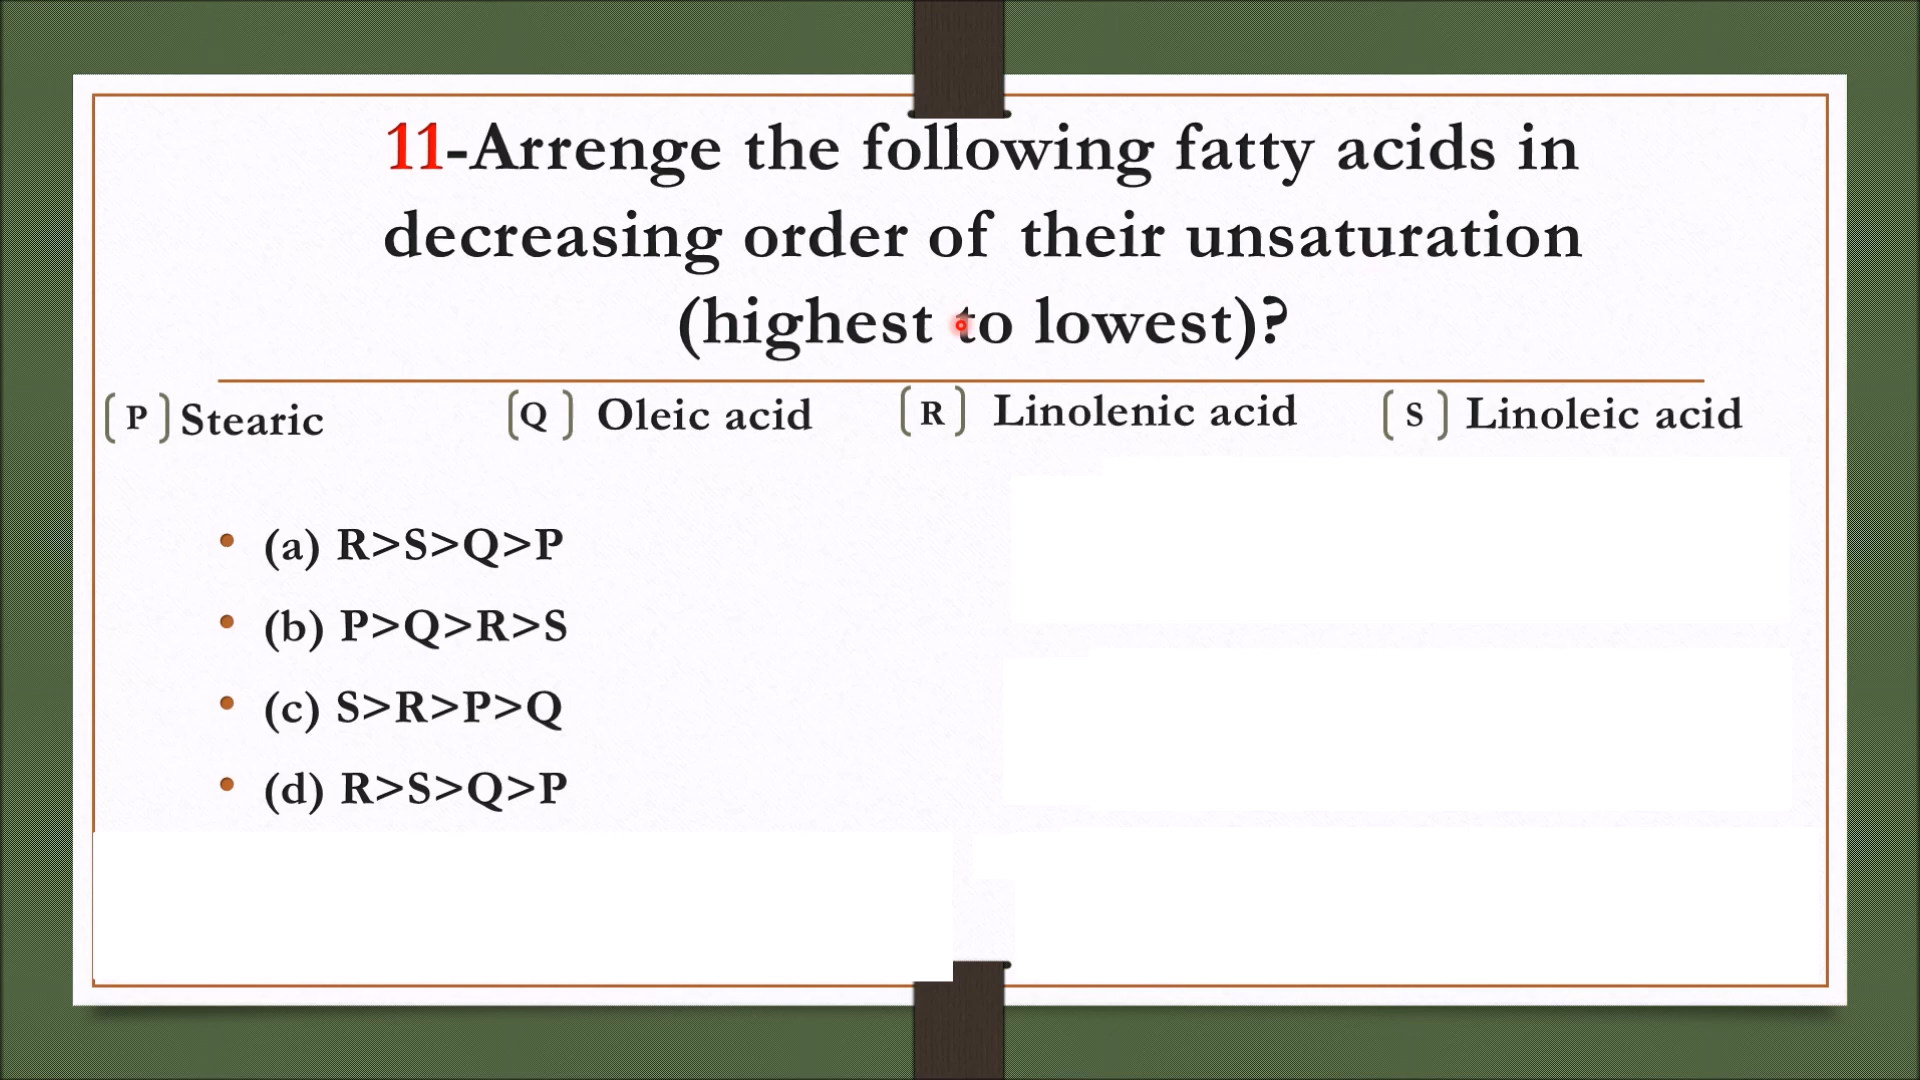 11-Arrenge the following fatty acids in
decreasing order of their unsaturation
(highest to lowest)?
[ P ] Stearic [ Q ] Oleic acid [ R ] Linolenic acid [ S ] Linoleic acid
• (a) R>S>Q>P
• (b) P>Q>R>S
• (c) S>R>P>Q
• (d) R>S>Q>P